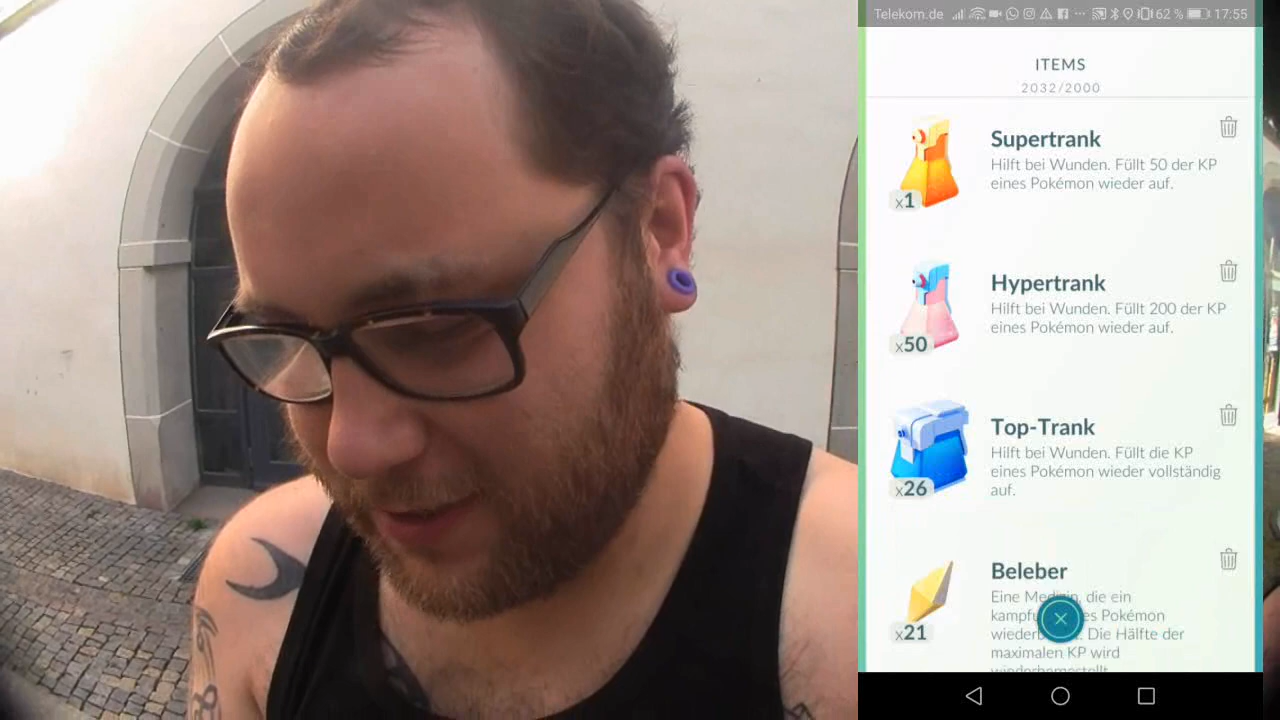 Telekom.de 62 % 17:55
ITEMS
2032/2000
Supertrank
Hilft bei Wunden. Füllt 50 der KP
eines Pokémon wieder auf.
x1
Hypertrank
Hilft bei Wunden. Füllt 200 der KP
eines Pokémon wieder auf.
x50
Top-Trank
Hilft bei Wunden. Füllt die KP
eines Pokémon wieder vollständig
auf.
x26
Beleber
Eine Medizin, die ein
Pokémon
Die Hälfte der
maximalen KP wird
x21